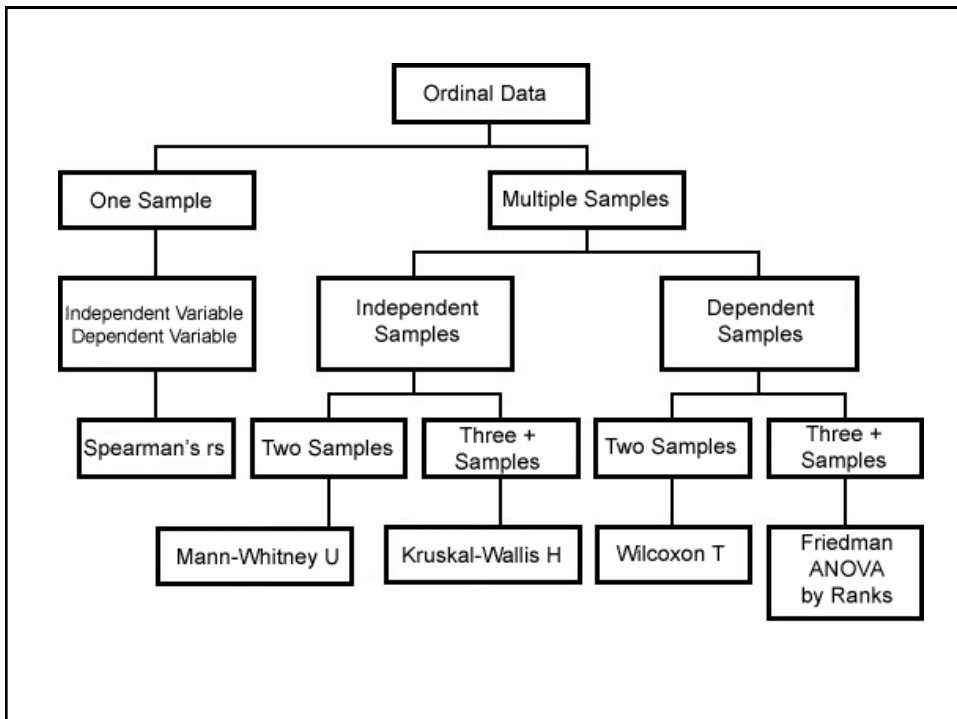 Ordinal Data
One Sample
Multiple Samples
Independent Variable
Dependent Variable
Independent
Samples
Dependent
Samples
Spearman's rs
Two Samples
Three +
Samples
Two Samples
Three +
Samples
Mann-Whitney U
Kruskal-Wallis H
Wilcoxon T
Friedman
ANOVA
by Ranks